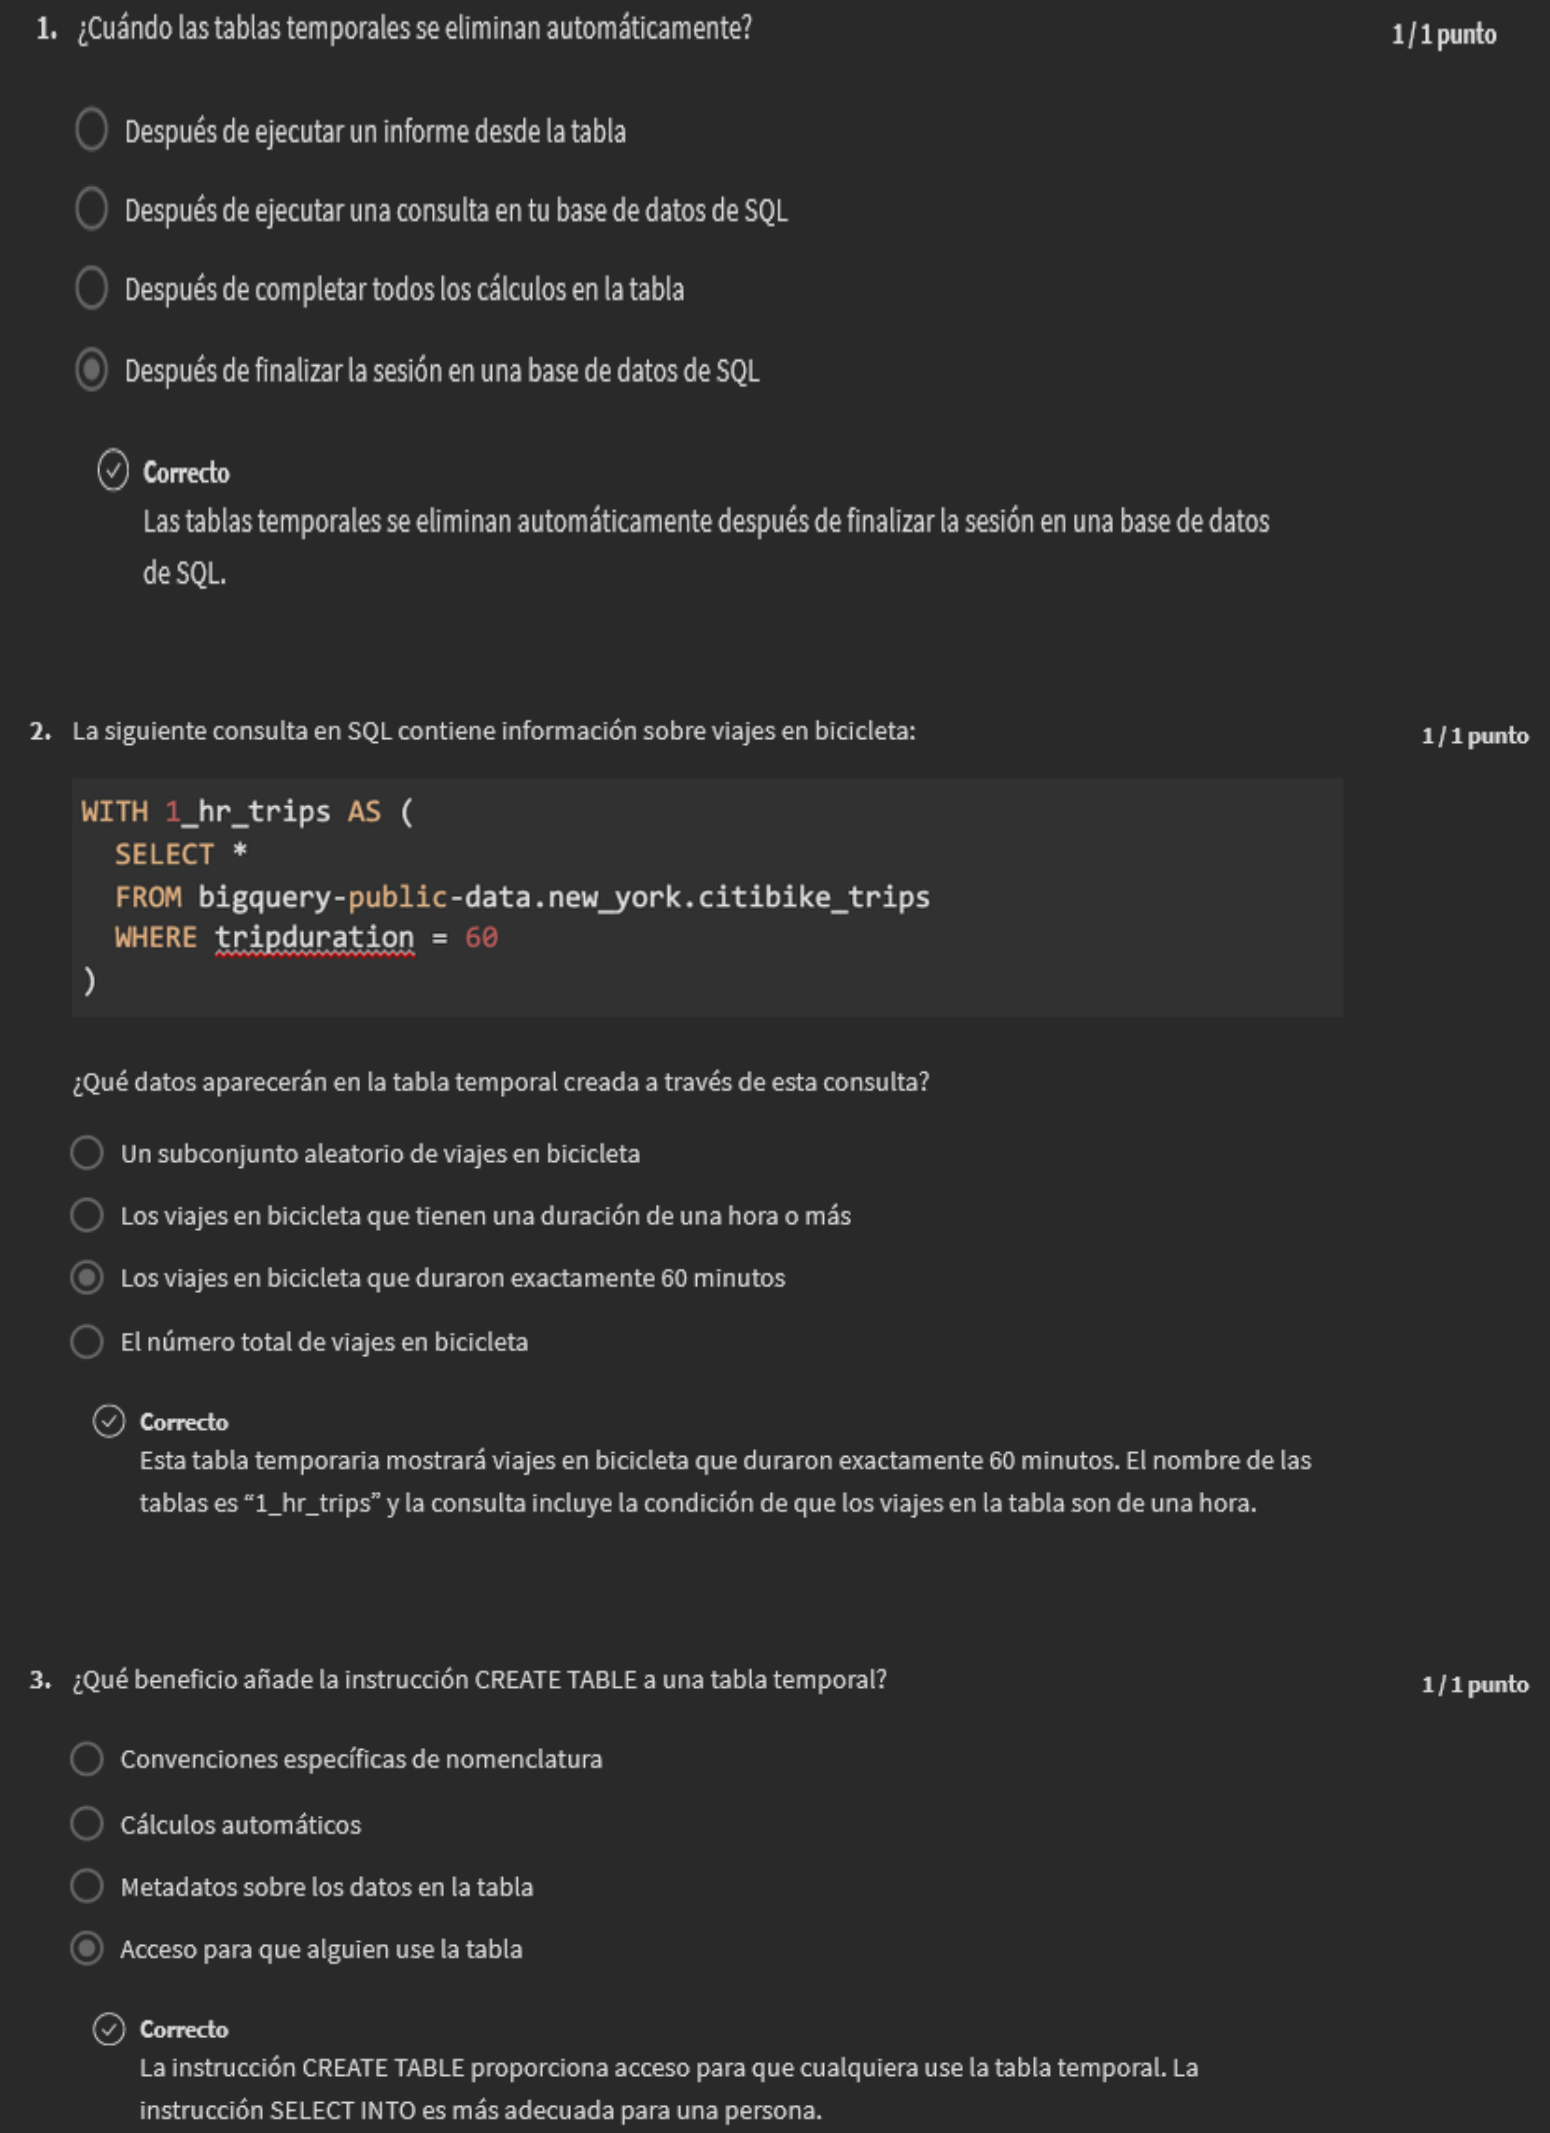 1. ¿Cuándo las tablas temporales se eliminan automáticamente?
1 / 1 punto
Después de ejecutar un informe desde la tabla
Después de ejecutar una consulta en tu base de datos de SQL
Después de completar todos los cálculos en la tabla
Después de finalizar la sesión en una base de datos de SQL
Correcto
Las tablas temporales se eliminan automáticamente después de finalizar la sesión en una base de datos
de SQL.
2. La siguiente consulta en SQL contiene información sobre viajes en bicicleta:
1 / 1 punto
WITH 1_hr_trips AS (
SELECT *
FROM bigquery-public-data.new_york.citibike_trips
WHERE tripduration = 60
)
¿Qué datos aparecerán en la tabla temporal creada a través de esta consulta?
Un subconjunto aleatorio de viajes en bicicleta
Los viajes en bicicleta que tienen una duración de una hora o más
Los viajes en bicicleta que duraron exactamente 60 minutos
El número total de viajes en bicicleta
Correcto
Esta tabla temporaria mostrará viajes en bicicleta que duraron exactamente 60 minutos. El nombre de las
tablas es “1_hr_trips” y la consulta incluye la condición de que los viajes en la tabla son de una hora.
3. ¿Qué beneficio añade la instrucción CREATE TABLE a una tabla temporal?
1 / 1 punto
Convenciones específicas de nomenclatura
Cálculos automáticos
Metadatos sobre los datos en la tabla
Acceso para que alguien use la tabla
Correcto
La instrucción CREATE TABLE proporciona acceso para que cualquiera use la tabla temporal. La
instrucción SELECT INTO es más adecuada para una persona.